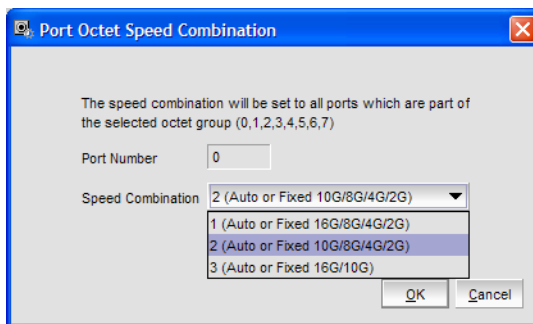 Port Octet Speed Combination
The speed combination will be set to all ports which are part of
the selected octet group (0,1,2,3,4,5,6,7)
Port Number 0
Speed Combination 2 (Auto or Fixed 10G/8G/4G/2G)
1 (Auto or Fixed 16G/8G/4G/2G)
2 (Auto or Fixed 10G/8G/4G/2G)
3 (Auto or Fixed 16G/10G)
OK Cancel